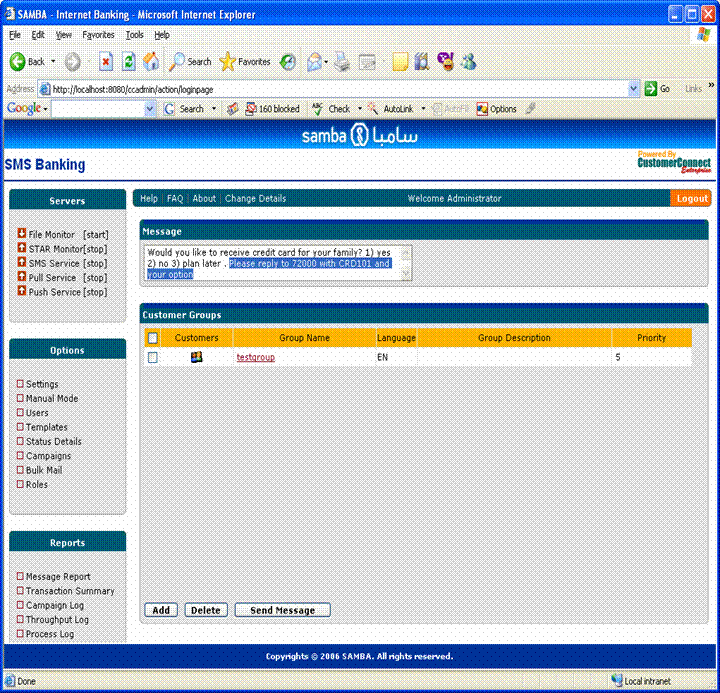 SAMBA - Internet Banking - Microsoft Internet Explorer
File Edit View Favorites Tools Help
Back Search Favorites
Address http://localhost:8080/ccadmin/action/loginpage Go Links »
Google Search 160 blocked Check AutoLink AutoFill Options
samba سامبا
SMS Banking
Powered By
CustomerConnect
Enterprise
Servers
File Monitor [start]
STAR Monitor[stop]
SMS Service [stop]
Pull Service [stop]
Push Service [stop]
Options
Settings
Manual Mode
Users
Templates
Status Details
Campaigns
Bulk Mail
Roles
Reports
Message Report
Transaction Summary
Campaign Log
Throughput Log
Process Log
Help | FAQ | About | Change Details Welcome Administrator Logout
Message
Would you like to receive credit card for your family? 1) yes
2) no 3) plan later . Please reply to 72000 with CRD101 and
your option
Customer Groups
Customers Group Name Language Group Description Priority
testgroup EN 5
Add Delete Send Message
Copyrights © 2006 SAMBA. All rights reserved.
Done Local intranet